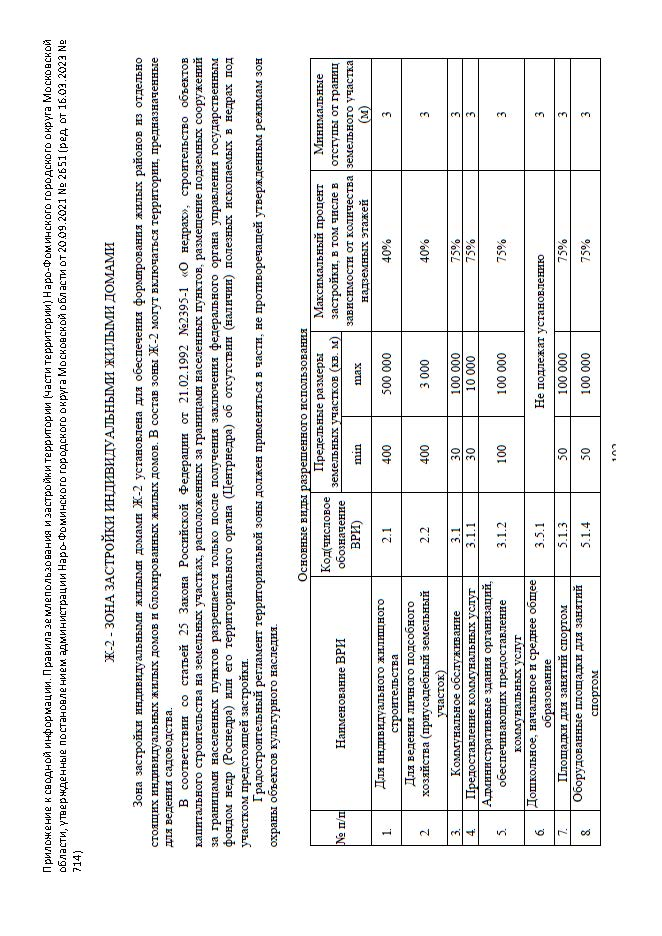 Приложение к сводной информации. Правила землепользования и застройки территории (части территории) Наро-Фоминского городского округа Московской
области, утвержденные постановлением администрации Наро-Фоминского городского округа Московской области от 20.09.2021 № 2651 (ред. от 16.03.2023 №
714)
Ж-2 - ЗОНА ЗАСТРОЙКИ ИНДИВИДУАЛЬНЫМИ ЖИЛЫМИ ДОМАМИ
Зона застройки индивидуальными жилыми домами Ж-2 установлена для обеспечения формирования жилых районов из отдельно
стоящих индивидуальных жилых домов и блокированных жилых домов. В состав зоны Ж-2 могут включаться территории, предназначенные
для ведения садоводства.
В соответствии со статьей 25 Закона Российской Федерации от 21.02.1992 №2395-1 «О недрах», строительство объектов
капитального строительства на земельных участках, расположенных за границами населенных пунктов, размещение подземных сооружений
за границами населенных пунктов разрешается только после получения заключения федерального органа управления государственным
фондом недр (Роснедра) или его территориального органа (Центрнедра) об отсутствии (наличии) полезных ископаемых в недрах под
участком предстоящей застройки.
Градостроительный регламент территориальной зоны должен применяться в части, не противоречащей утвержденным режимам зон
охраны объектов культурного наследия.
Основные виды разрешенного использования
№ п/п
Наименование ВРИ
Код(числовое
обозначение
ВРИ)
Предельные размеры
земельных участков (кв. м)
min
max
Максимальный процент
застройки, в том числе в
зависимости от количества
надземных этажей
Минимальные
отступы от границ
земельного участка
(м)
1.
Для индивидуального жилищного
строительства
2.1
400
500 000
40%
3
2.
Для ведения личного подсобного
хозяйства (приусадебный земельный
участок)
2.2
400
3 000
40%
3
3.
Коммунальное обслуживание
3.1
30
100 000
75%
3
4.
Предоставление коммунальных услуг
3.1.1
30
10 000
75%
3
5.
Административные здания организаций,
обеспечивающих предоставление
коммунальных услуг
3.1.2
100
100 000
75%
3
6.
Дошкольное, начальное и среднее общее
образование
3.5.1
Не подлежат установлению
3
7.
Площадки для занятий спортом
5.1.3
50
100 000
75%
3
8.
Оборудованные площадки для занятий
спортом
5.1.4
50
100 000
75%
3